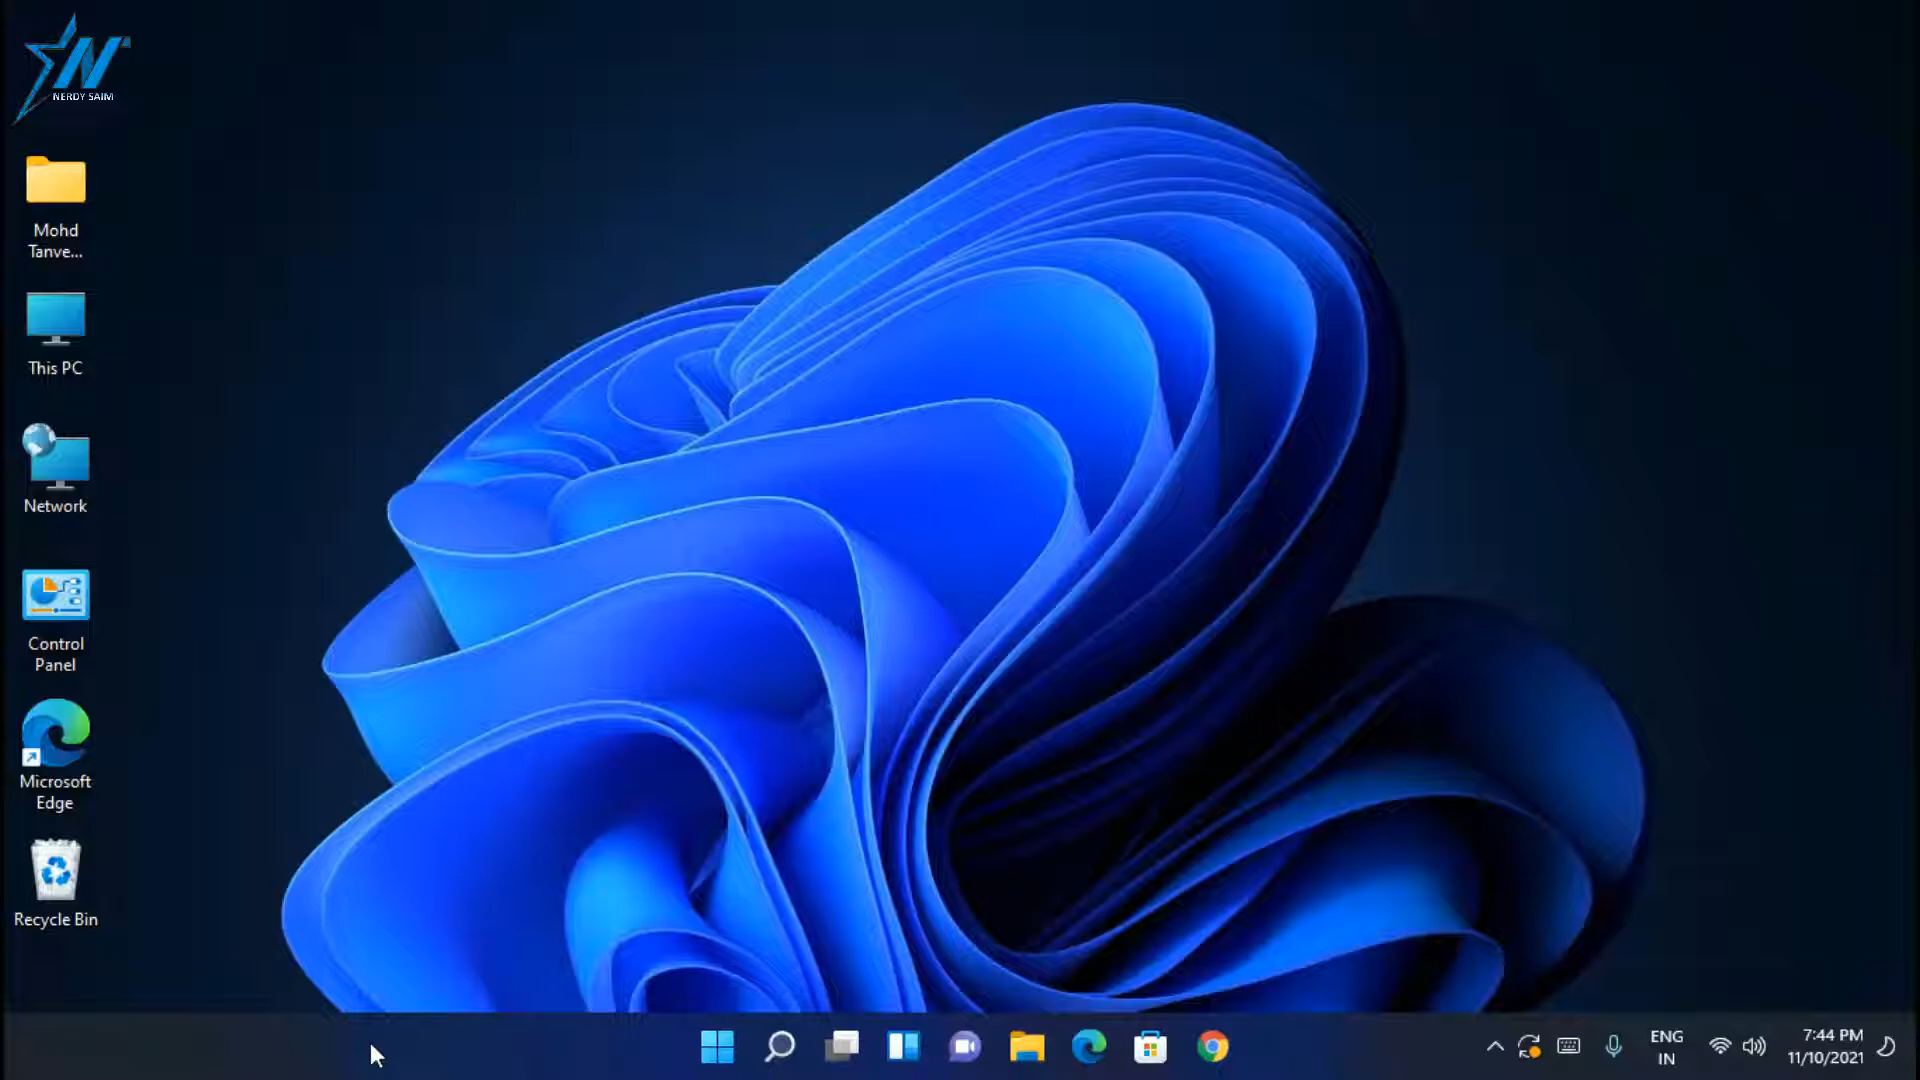 NERDY SAIM
Mohd
Tanve...
This PC
Network
Control
Panel
Microsoft
Edge
Recycle Bin
ENG
IN
7:44 PM
11/10/2021